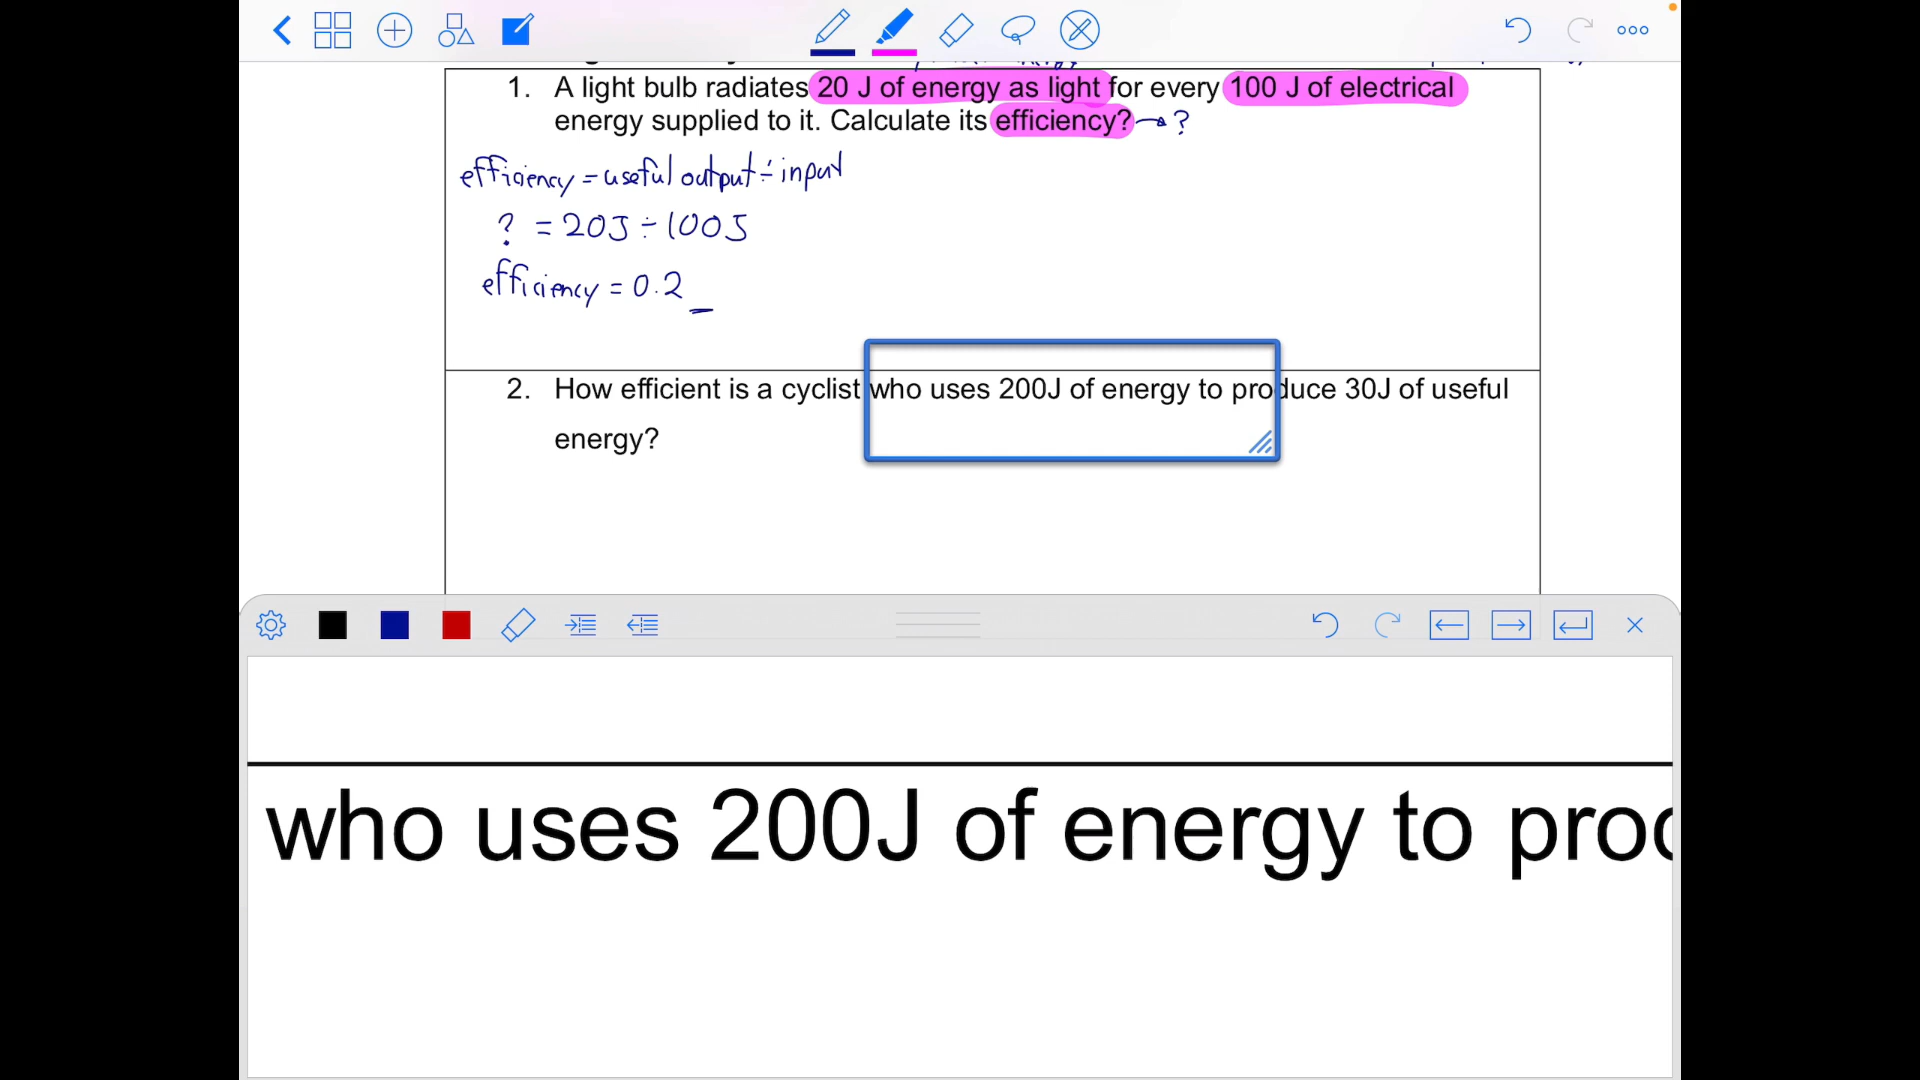 1. A light bulb radiates 20 J of energy as light for every 100 J of electrical
energy supplied to it. Calculate its efficiency? → ?
efficiency = useful output ÷ input
? = 20J ÷ 100J
efficiency = 0.2
2. How efficient is a cyclist who uses 200J of energy to produce 30J of useful
energy?
who uses 200J of energy to proc